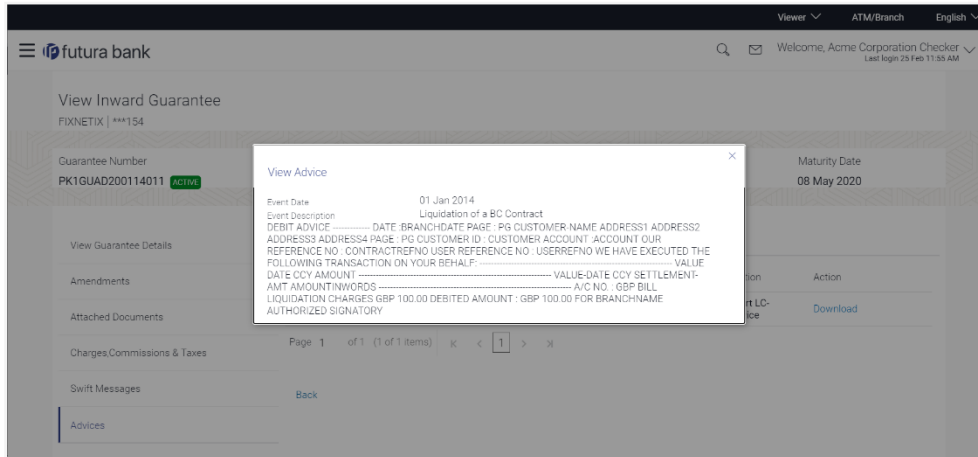 Viewer ATM/Branch English
futura bank
Welcome, Acme Corporation Checker
Last login 25 Feb 11:55 AM
View Inward Guarantee
FIXNETIX | ***154
Guarantee Number
PK1GUAD200114011 ACTIVE
Maturity Date
08 May 2020
View Advice
Event Date 01 Jan 2014
Event Description Liquidation of a BC Contract
DEBIT ADVICE ------------ DATE :BRANCHDATE PAGE : PG CUSTOMER-NAME ADDRESS1 ADDRESS2
ADDRESS3 ADDRESS4 PAGE : PG CUSTOMER ID : CUSTOMER ACCOUNT :ACCOUNT OUR
REFERENCE NO : CONTRACTREFNO USER REFERENCE NO : USERREFNO WE HAVE EXECUTED THE
FOLLOWING TRANSACTION ON YOUR BEHALF: ------------------------------------------------------------ VALUE
DATE CCY AMOUNT ------------------------------------------------------------ VALUE-DATE CCY SETTLEMENT-
AMT AMOUNTINWORDS ------------------------------------------------------------ A/C NO. : GBP BILL
LIQUIDATION CHARGES GBP 100.00 DEBITED AMOUNT : GBP 100.00 FOR BRANCHNAME
AUTHORIZED SIGNATORY
View Guarantee Details
Amendments
Attached Documents
Charges,Commissions & Taxes
Swift Messages
Advices
Action
Download
Page 1 of 1 (1 of 1 items) 1
Back